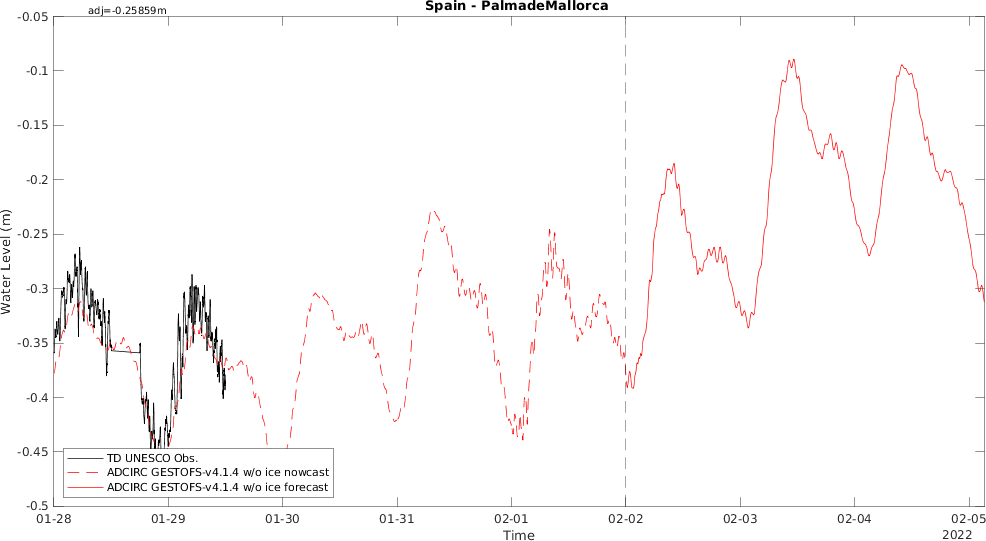 Spain - PalmadeMallorca
adj=-0.25859m
-0.05
-0.1
-0.15
-0.2
-0.25
-0.3
-0.35
-0.4
-0.45
-0.5
Water Level (m)
TD UNESCO Obs.
ADCIRC GESTOFS-v4.1.4 w/o ice nowcast
ADCIRC GESTOFS-v4.1.4 w/o ice forecast
01-28 01-29 01-30 01-31 02-01 02-02 02-03 02-04 02-05
Time
2022